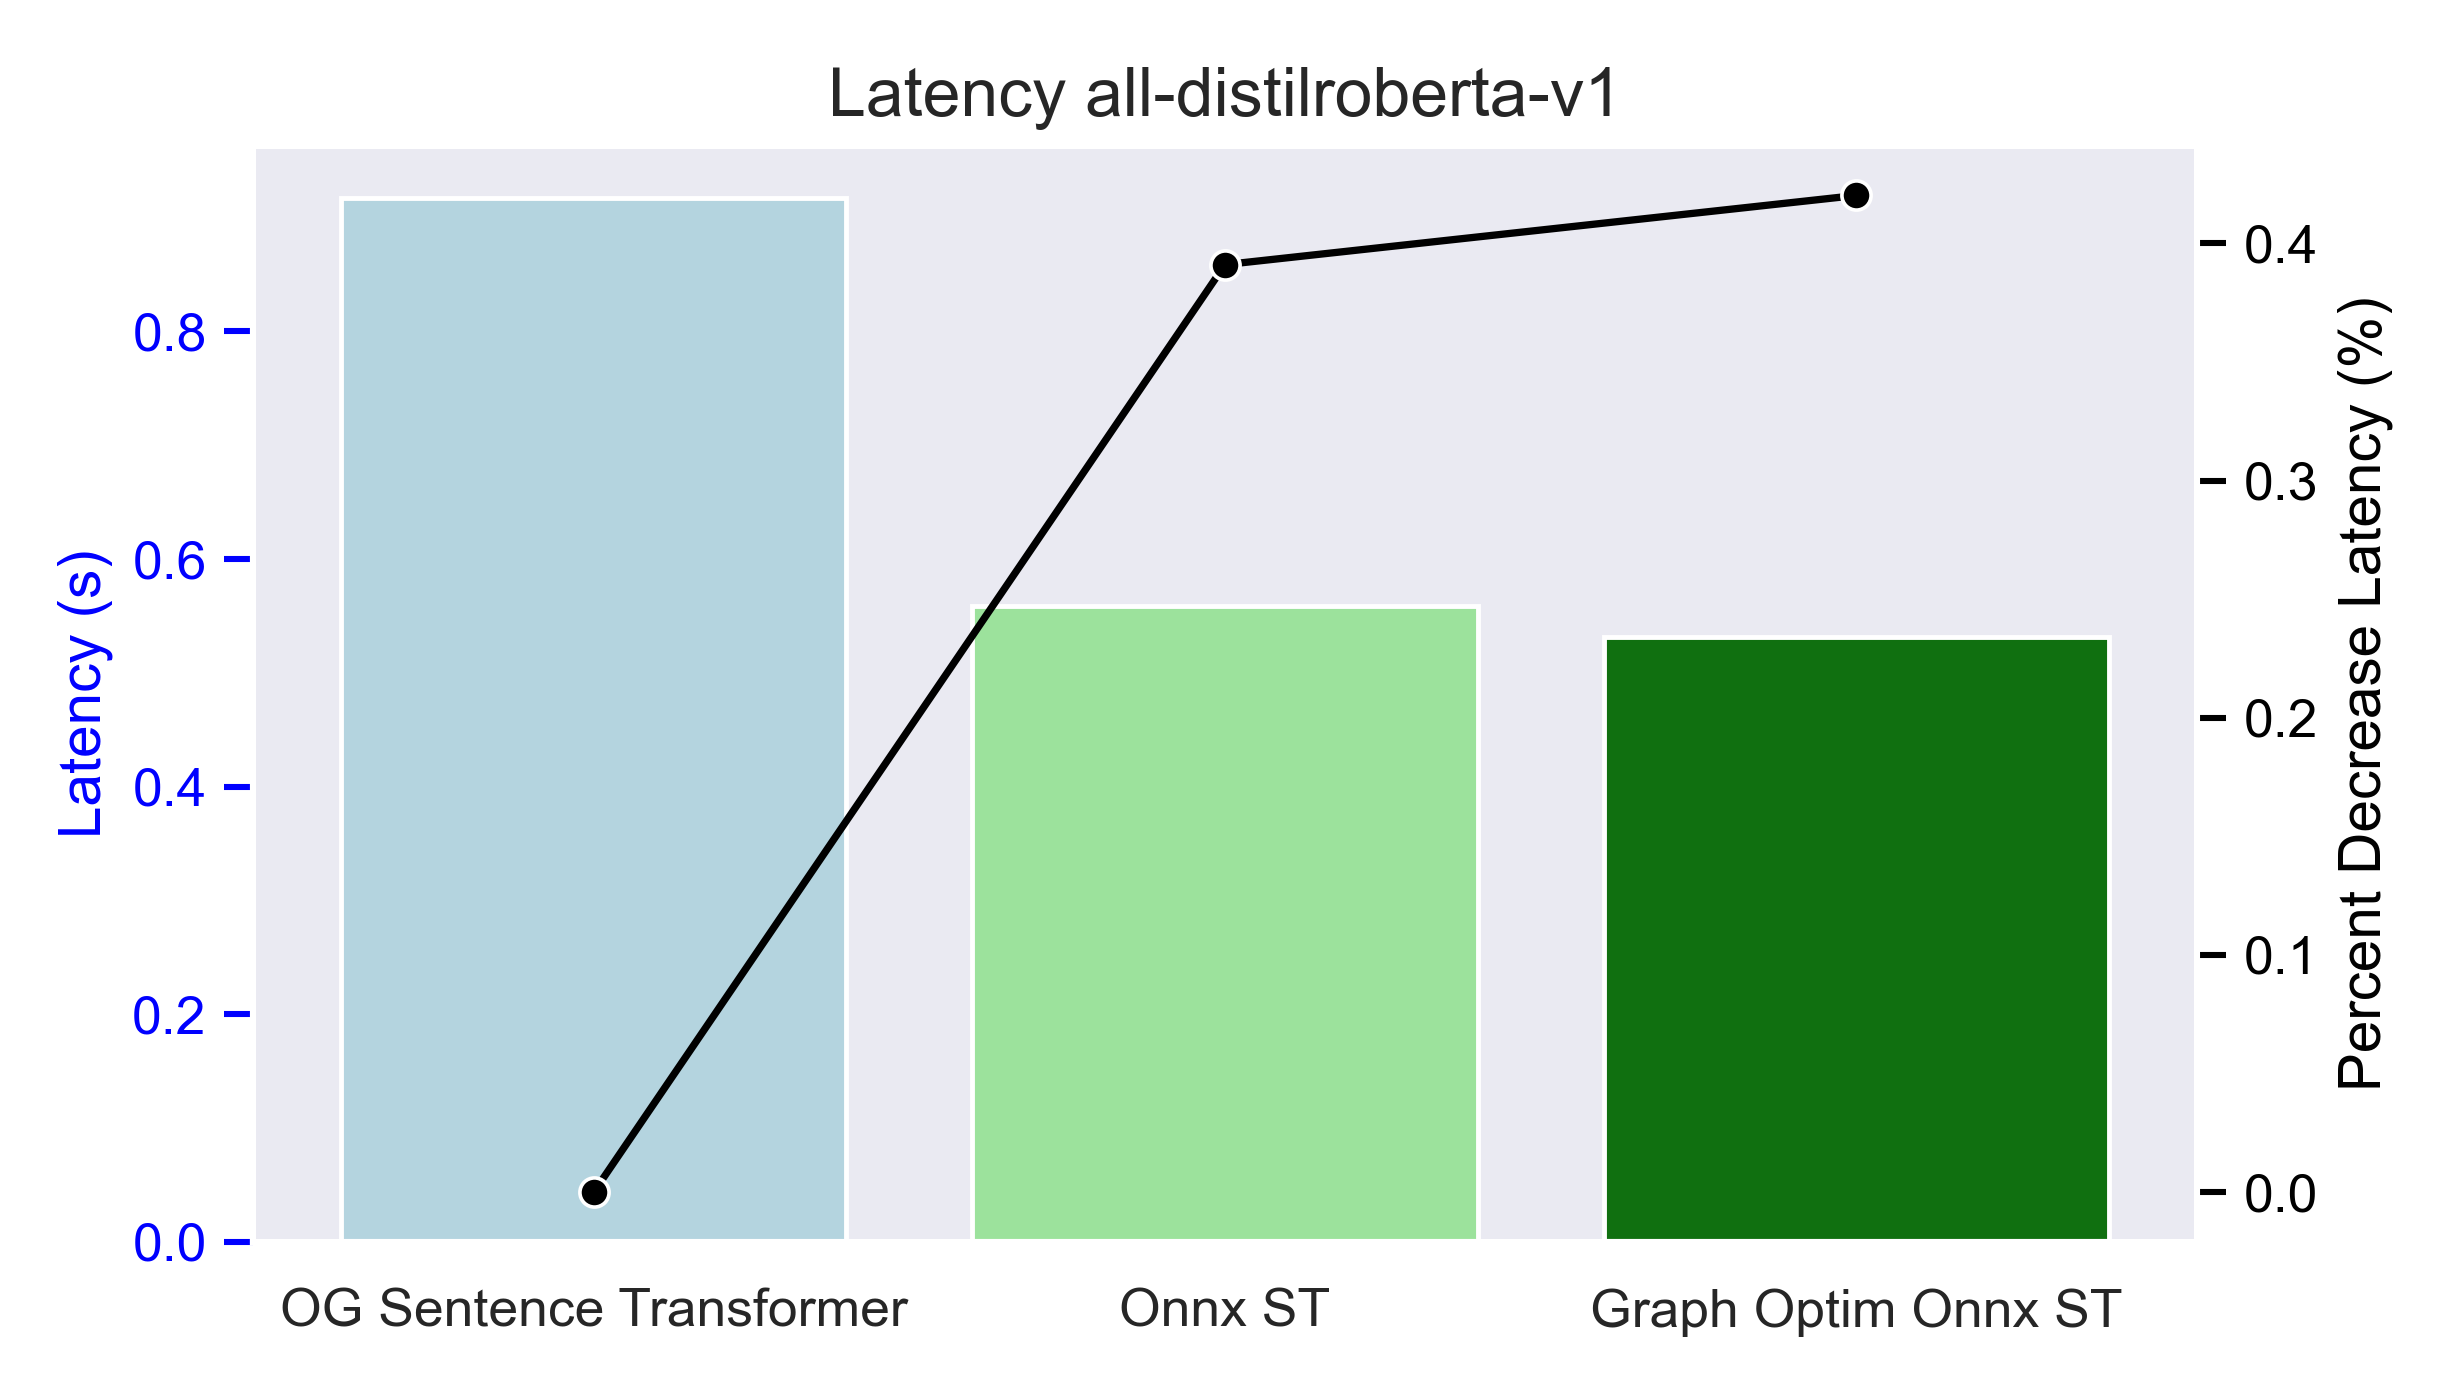 Latency all-distilroberta-v1
Latency (s)
0.8
0.6
0.4
0.2
0.0
0.4
0.3
0.2
0.1
0.0
Percent Decrease Latency (%)
OG Sentence Transformer
Onnx ST
Graph Optim Onnx ST